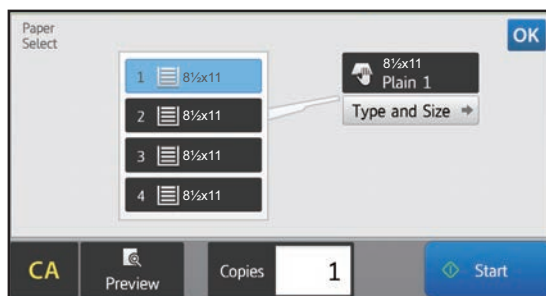 Paper
Select
OK
1 8½x11
2 8½x11
3 8½x11
4 8½x11
8½x11
Plain 1
Type and Size
CA
Preview
Copies
1
Start